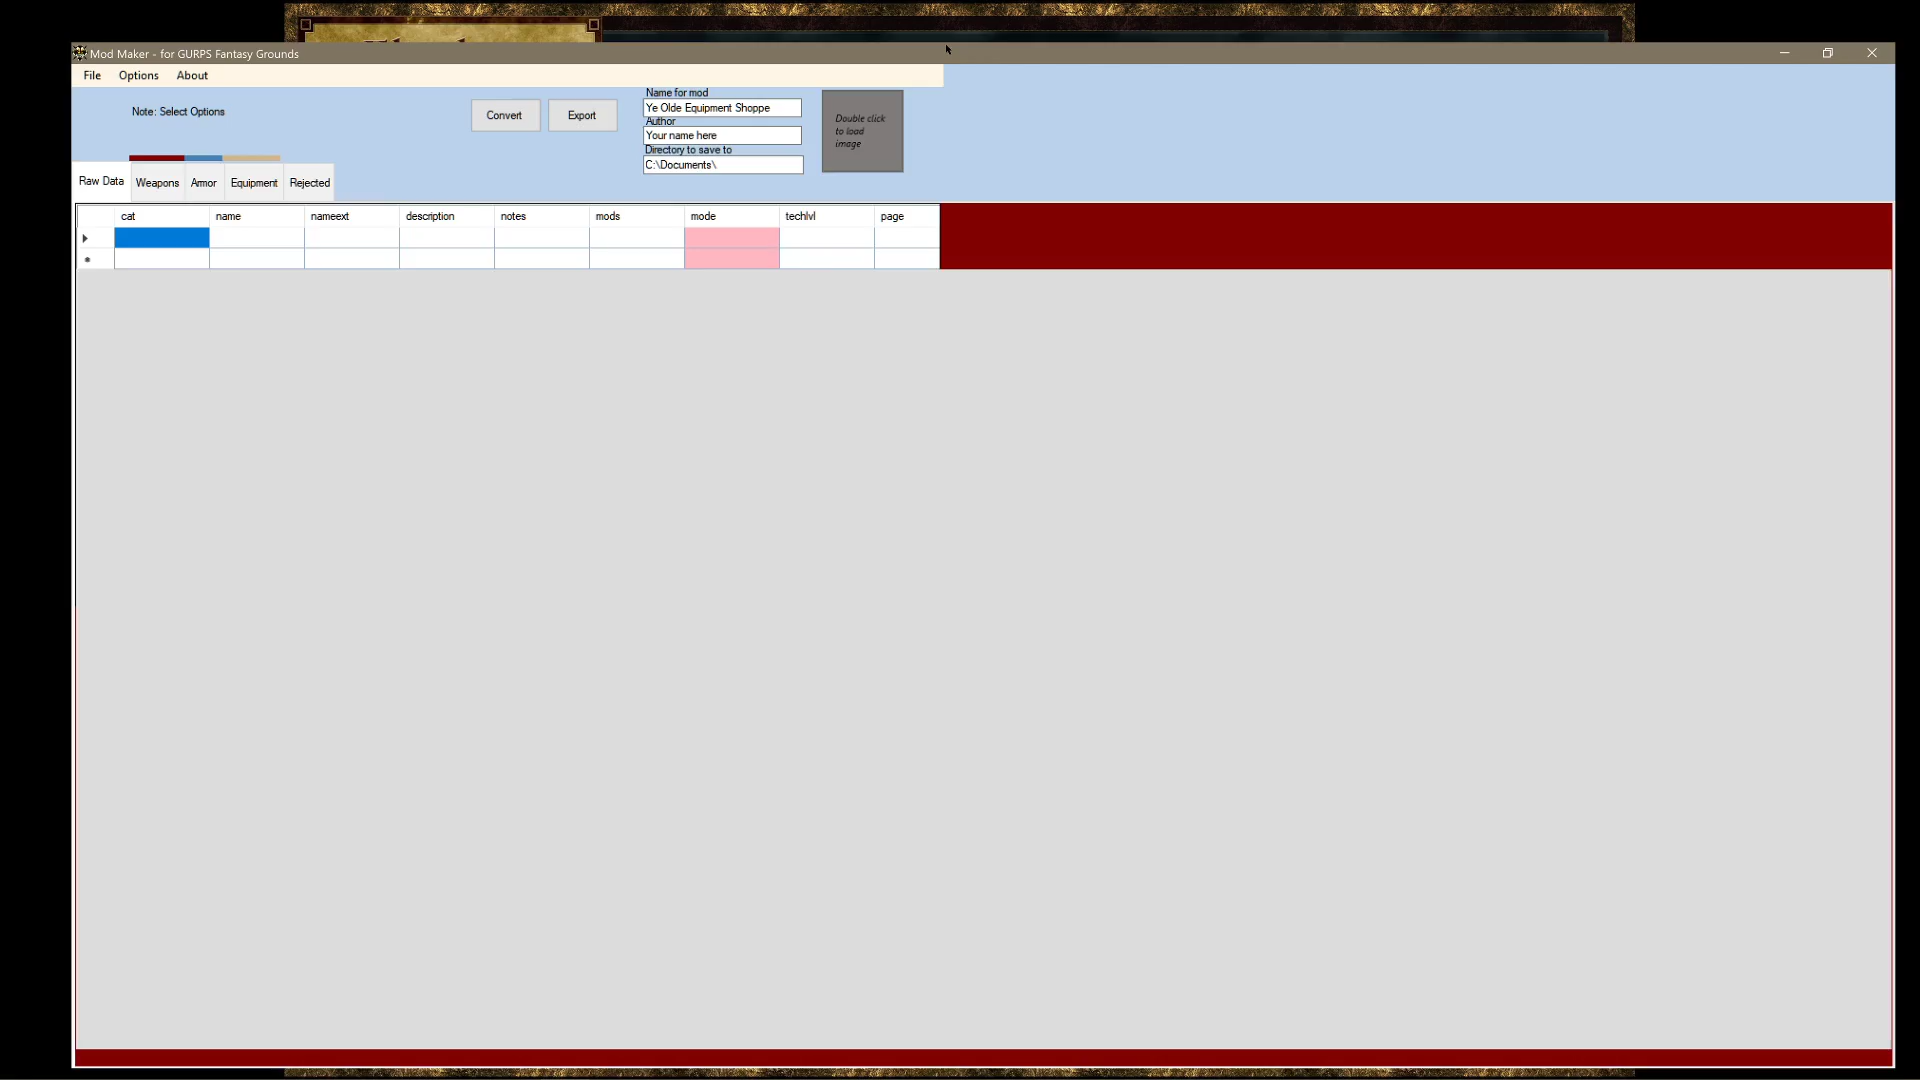 Mod Maker - for GURPS Fantasy Grounds
File Options About
Note: Select Options
Convert
Export
Name for mod
Ye Olde Equipment Shoppe
Author
Your name here
Directory to save to
C:\Documents\
Double click
to load
image
Raw Data Weapons Armor Equipment Rejected
cat name nameext description notes mods mode techlvl page